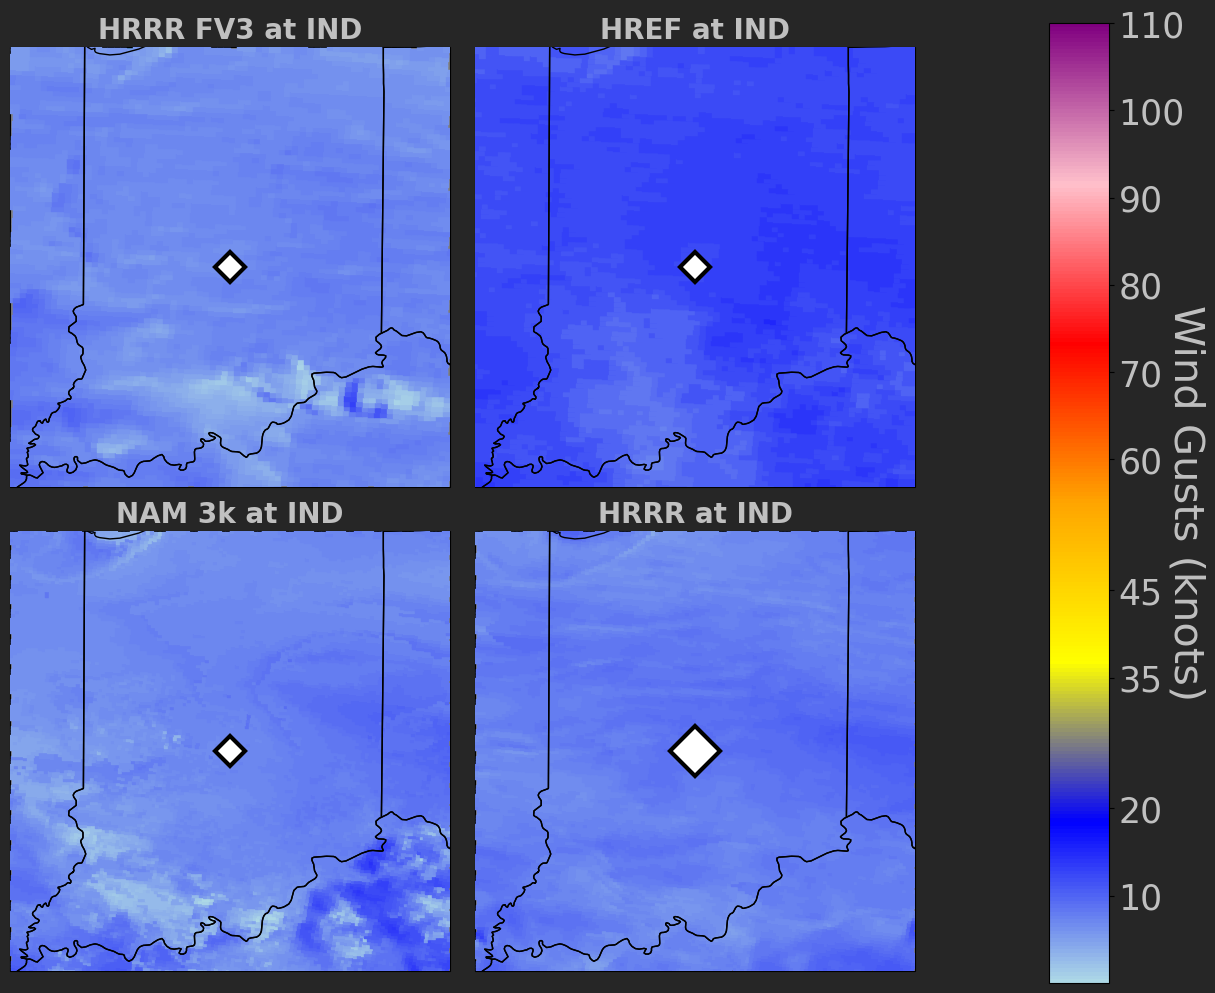 HRRR FV3 at IND
HREF at IND
NAM 3k at IND
HRRR at IND
110
100
90
80
70
60
45
35
20
10
Wind Gusts (knots)